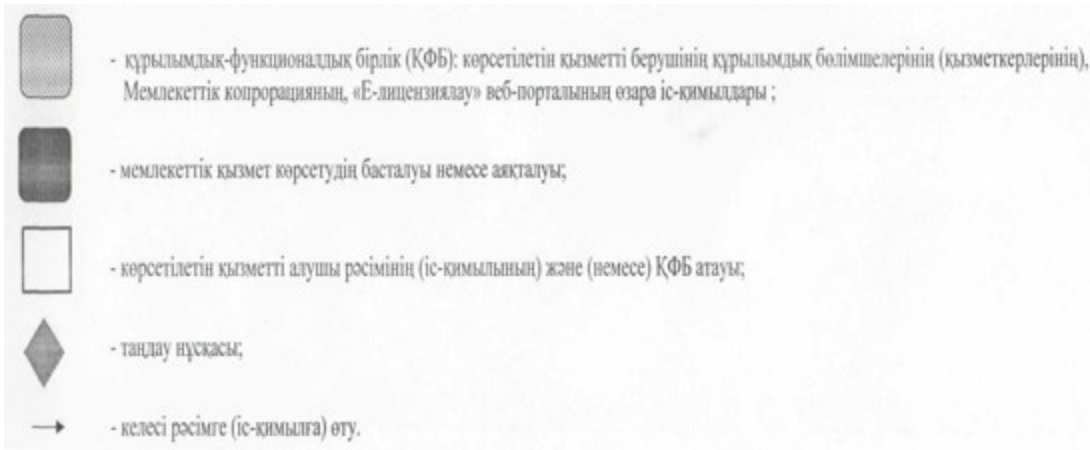 - құрылымдық-функционалдық бірлік (ҚФБ): көрсетілетін қызметті берушінің құрылымдық бөлімшелерінің (қызметкерлерінің),
Мемлекеттік копрорацияның, «Е-лицензиялау» веб-порталының өзара іс-қимылдары ;
- мемлекеттік қызмет көрсетудің басталуы немесе аяқталуы;
- көрсетілетін қызметті алушы рәсімінің (іс-қимылының) және (немесе) ҚФБ атауы;
- таңдау нұсқасы;
- келесі рәсімге (іс-қимылға) өту.